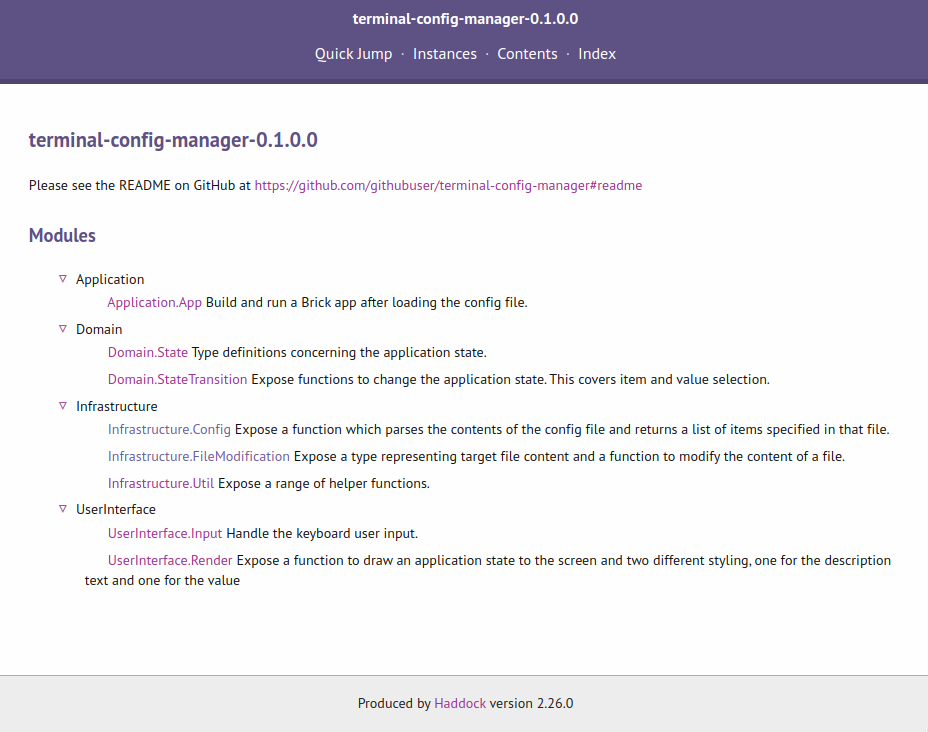 terminal-config-manager-0.1.0.0
Quick Jump · Instances · Contents · Index
terminal-config-manager-0.1.0.0
Please see the README on GitHub at https://github.com/githubuser/terminal-config-manager#readme
Modules
Application
Application.App Build and run a Brick app after loading the config file.
Domain
Domain.State Type definitions concerning the application state.
Domain.StateTransition Expose functions to change the application state. This covers item and value selection.
Infrastructure
Infrastructure.Config Expose a function which parses the contents of the config file and returns a list of items specified in that file.
Infrastructure.FileModification Expose a type representing target file content and a function to modify the content of a file.
Infrastructure.Util Expose a range of helper functions.
UserInterface
UserInterface.Input Handle the keyboard user input.
UserInterface.Render Expose a function to draw an application state to the screen and two different styling, one for the description
text and one for the value
Produced by Haddock version 2.26.0